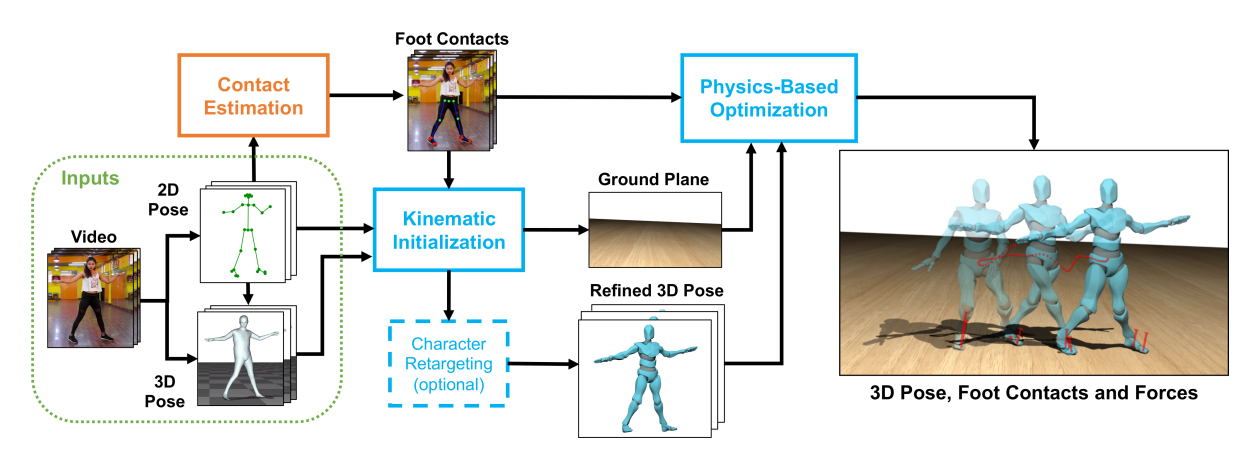 Foot Contacts
Contact
Estimation
Physics-Based
Optimization
Inputs
2D
Pose
Ground Plane
Kinematic
Initialization
Video
Refined 3D Pose
Character
Retargeting
(optional)
3D
Pose
3D Pose, Foot Contacts and Forces